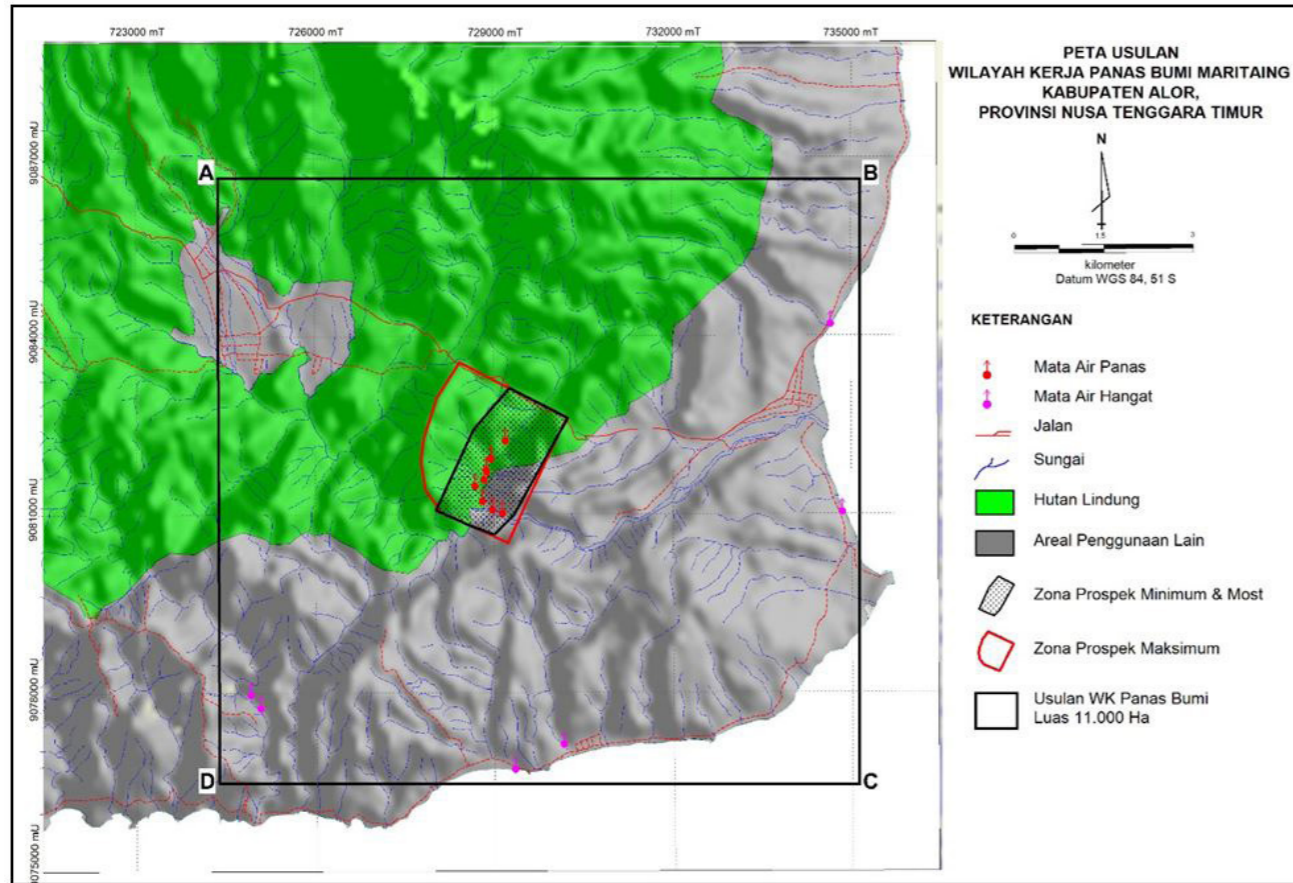 723000 mT
726000 mT
729000 mT
732000 mT
735000 mT
9087000 mU
9084000 mU
9081000 mU
9078000 mU
9075000 mU
A
B
D
C
PETA USULAN
WILAYAH KERJA PANAS BUMI MARITAING
KABUPATEN ALOR,
PROVINSI NUSA TENGGARA TIMUR
N
0 1.5 3
kilometer
Datum WGS 84, 51 S
KETERANGAN
Mata Air Panas
Mata Air Hangat
Jalan
Sungai
Hutan Lindung
Areal Penggunaan Lain
Zona Prospek Minimum & Most
Zona Prospek Maksimum
Usulan WK Panas Bumi
Luas 11.000 Ha